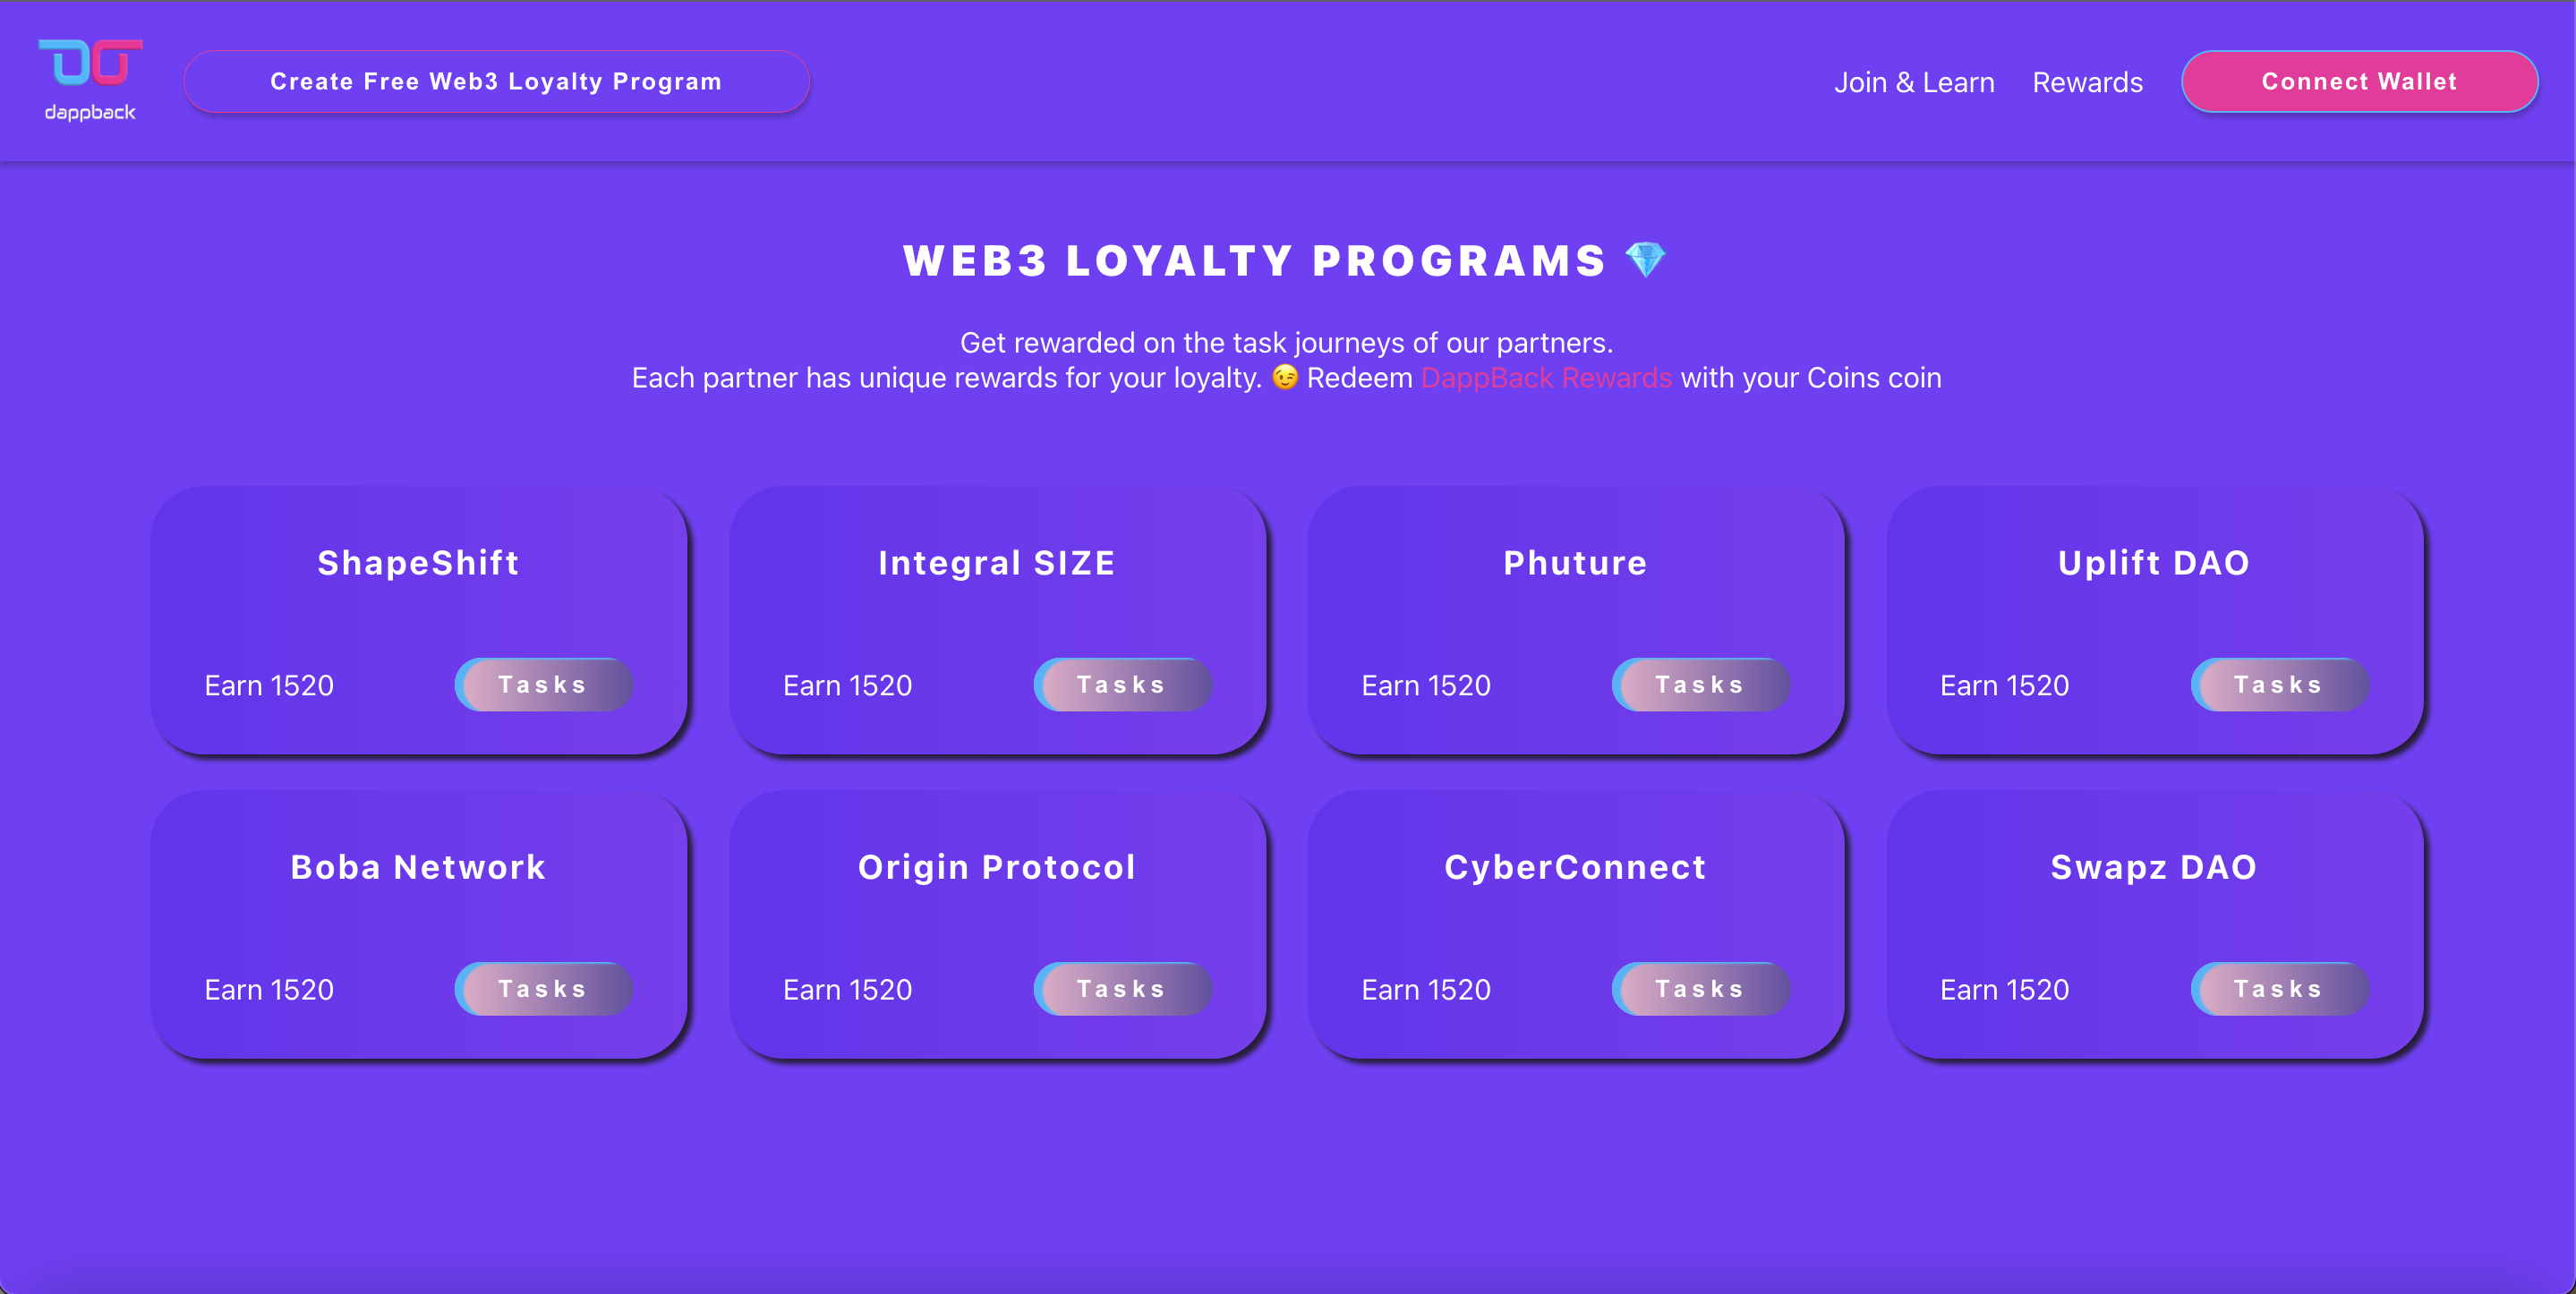 dappback
Create Free Web3 Loyalty Program
Join & Learn
Rewards
Connect Wallet
WEB3 LOYALTY PROGRAMS 💎
Get rewarded on the task journeys of our partners.
Each partner has unique rewards for your loyalty. 😉 Redeem DappBack Rewards with your Coins coin
ShapeShift
Earn 1520
Tasks
Integral SIZE
Earn 1520
Tasks
Phuture
Earn 1520
Tasks
Uplift DAO
Earn 1520
Tasks
Boba Network
Earn 1520
Tasks
Origin Protocol
Earn 1520
Tasks
CyberConnect
Earn 1520
Tasks
Swapz DAO
Earn 1520
Tasks